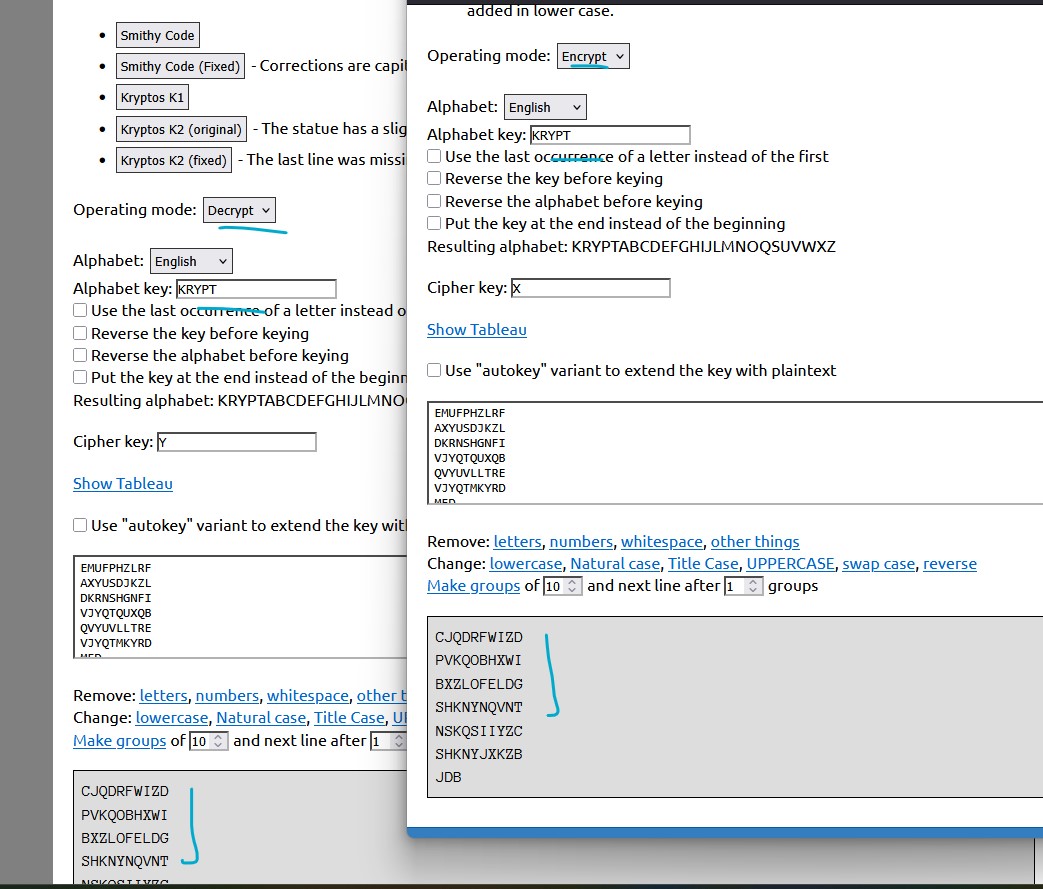 Smithy Code
Smithy Code (Fixed) - Corrections are capit
Kryptos K1
Kryptos K2 (original) - The statue has a slig
Kryptos K2 (fixed) - The last line was missi
Operating mode: Decrypt
Alphabet: English
Alphabet key: KRYPT
Use the last occurrence of a letter instead o
Reverse the key before keying
Reverse the alphabet before keying
Put the key at the end instead of the beginn
Resulting alphabet: KRYPTABCDEFGHIJLMNO
Cipher key: Y
Show Tableau
Use "autokey" variant to extend the key wit
EMUFPHZLRF
AXYUSDJKZL
DKRNSHGNFI
VJYQTQUXQB
QVYUVLLTRE
VJYQTMKYRD
MFD
Remove: letters, numbers, whitespace, other t
Change: lowercase, Natural case, Title Case, U
Make groups of 10 and next line after 1
CJQDRFWIZD
PVKQOBHXWI
BXZLOFELDG
SHKNYNQVNT
NSKQSIIYZC
added in lower case.
Operating mode: Encrypt
Alphabet: English
Alphabet key: KRYPT
Use the last occurrence of a letter instead of the first
Reverse the key before keying
Reverse the alphabet before keying
Put the key at the end instead of the beginning
Resulting alphabet: KRYPTABCDEFGHIJLMNOQSUVWXZ
Cipher key: X
Show Tableau
Use "autokey" variant to extend the key with plaintext
EMUFPHZLRF
AXYUSDJKZL
DKRNSHGNFI
VJYQTQUXQB
QVYUVLLTRE
VJYQTMKYRD
MFD
Remove: letters, numbers, whitespace, other things
Change: lowercase, Natural case, Title Case, UPPERCASE, swap case, reverse
Make groups of 10 and next line after 1 groups
CJQDRFWIZD
PVKQOBHXWI
BXZLOFELDG
SHKNYNQVNT
NSKQSIIYZC
SHKNYJXKZB
JDB